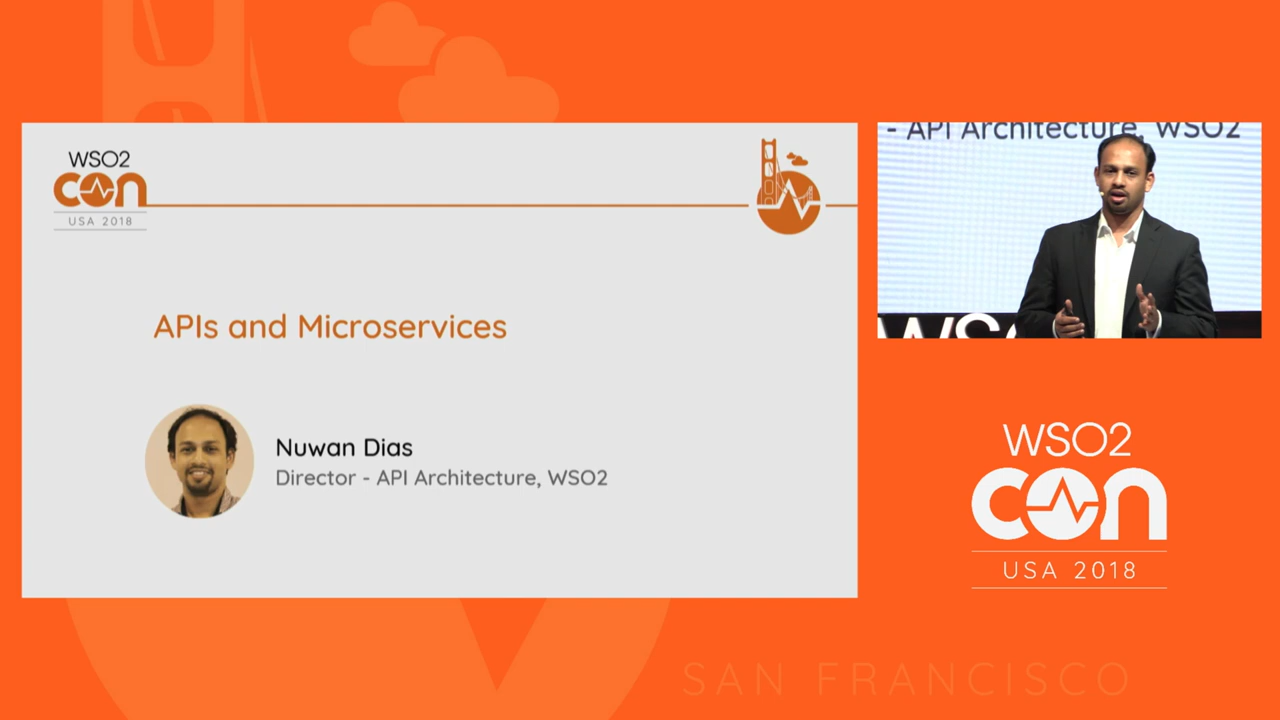 WSO2
con
USA 2018
APIs and Microservices
Nuwan Dias
Director - API Architecture, WSO2
- API Architecture, WSO2
WSO2
con
USA 2018
SAN FRANCISCO